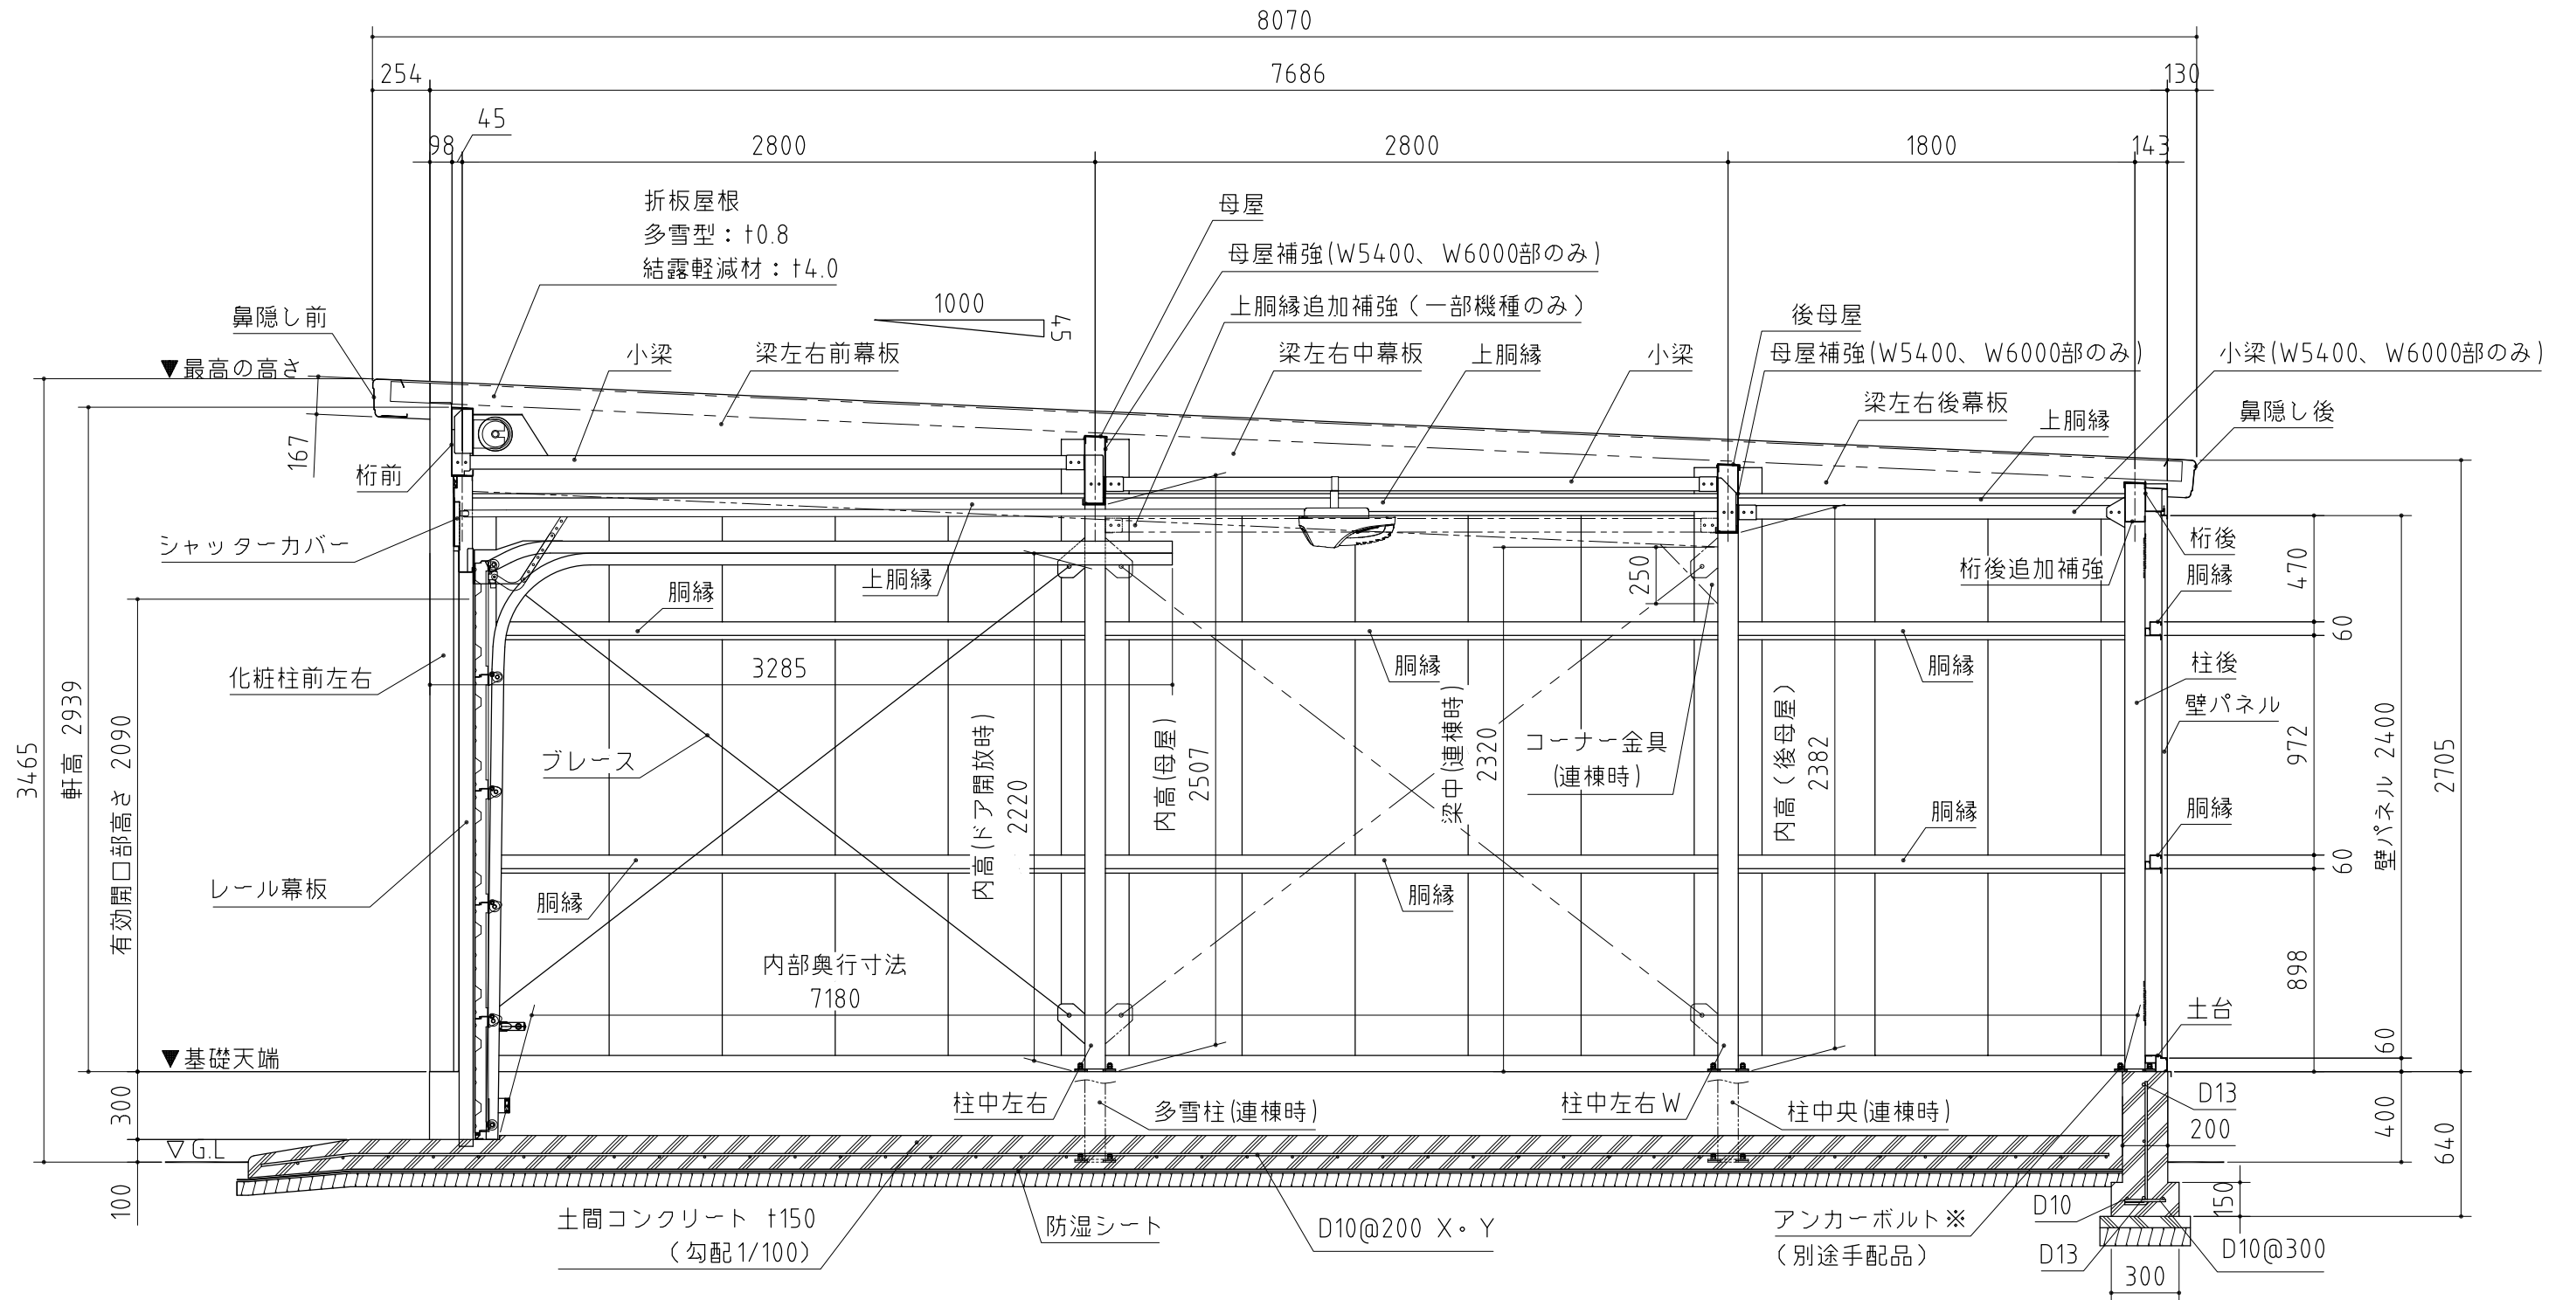 8070
254
7686
130
45
98
2800
2800
1800
143
折板屋根
多雪型：t0.8
結露軽減材：t4.0
母屋
母屋補強(W5400、W6000部のみ)
1000
45
上胴縁追加補強（一部機種のみ）
後母屋
鼻隠し前
▼最高の高さ
小梁
梁左右前幕板
梁左右中幕板
上胴縁
小梁
母屋補強(W5400、W6000部のみ)
小梁(W5400、W6000部のみ)
梁左右後幕板
上胴縁
鼻隠し後
167
桁前
シャッターカバー
上胴縁
胴縁
250
桁後追加補強
桁後
胴縁
470
60
化粧柱前左右
3285
胴縁
胴縁
柱後
壁パネル
3465
軒高 2939
有効開口部高さ 2090
ブレース
内高(ドア開放時)
2220
内高(母屋)
2507
梁中(連棟時)
2320
コーナー金具
(連棟時)
内高（後母屋）
2382
972
壁パネル 2400
2705
胴縁
胴縁
60
レール幕板
胴縁
胴縁
898
内部奥行寸法
7180
土台
60
▼基礎天端
300
柱中左右
多雪柱(連棟時)
柱中左右W
柱中央(連棟時)
D13
200
400
640
▽G.L
100
150
土間コンクリート t150
（勾配1/100）
防湿シート
D10@200 X・Y
アンカーボルト※
（別途手配品）
D10
D13
D10@300
300